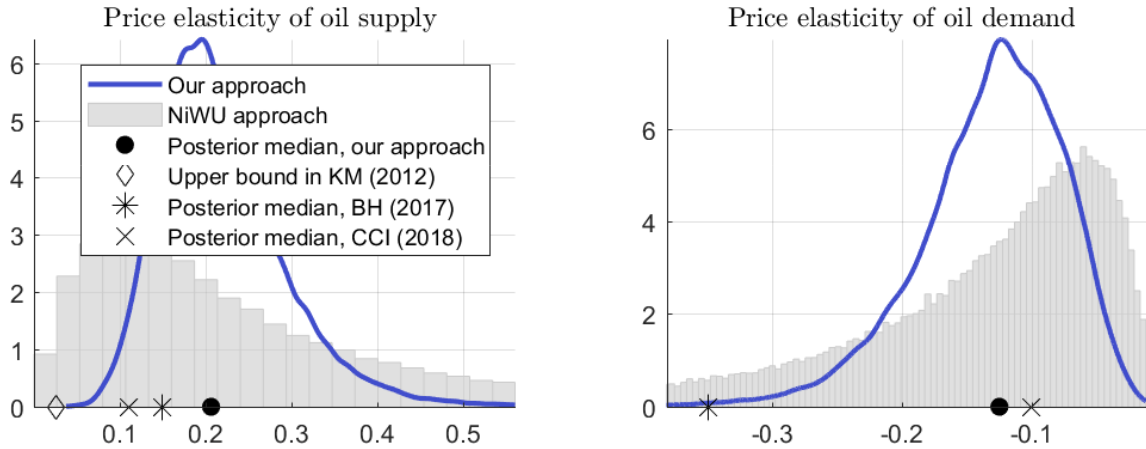 Price elasticity of oil supply
6
5
4
3
2
1
0
Our approach
NiWU approach
Posterior median, our approach
Upper bound in KM (2012)
Posterior median, BH (2017)
Posterior median, CCI (2018)
0.1 0.2 0.3 0.4 0.5
Price elasticity of oil demand
6
4
2
0
-0.3 -0.2 -0.1